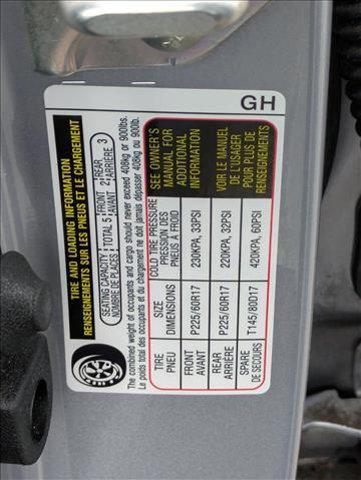 GH
TIRE AND LOADING INFORMATION
RENSEIGNEMENTS SUR LES PNEUS ET LE CHARGEMENT
SEATING CAPACITY TOTAL 5 FRONT 2 REAR 3
NOMBRE DE PLACES AVANT ARRIÈRE
The combined weight of occupants and cargo should never exceed 408kg or 900lbs.
Le poids total des occupants et du chargement ne doit jamais dépasser 408kg ou 900lb.
TIRE SIZE COLD TIRE PRESSURE
PNEU DIMENSIONS PRESSION DES PNEUS À FROID
FRONT P225/60R17 230KPA, 33PSI
AVANT
REAR P225/60R17 220KPA, 32PSI
ARRIÈRE
SPARE T145/80D17 420KPA, 60PSI
DE SECOURS
SEE OWNER'S
MANUAL FOR
ADDITIONAL
INFORMATION
VOIR LE MANUEL
DE L'USAGER
POUR PLUS DE
RENSEIGNEMENTS